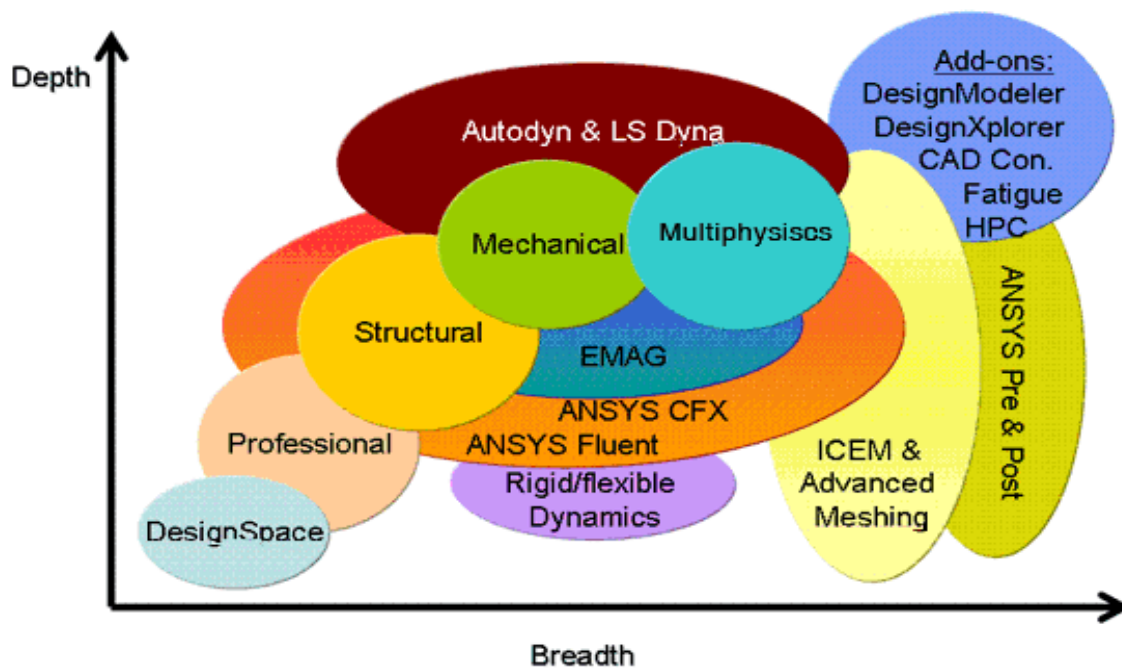 Depth
Add-ons:
DesignModeler
DesignXplorer
CAD Con.
Fatigue
HPC
Autodyn & LS Dyna
Mechanical
Multiphysiscs
Structural
EMAG
ANSYS CFX
ANSYS Fluent
Professional
DesignSpace
Rigid/flexible
Dynamics
ICEM &
Advanced
Meshing
ANSYS Pre & Post
Breadth